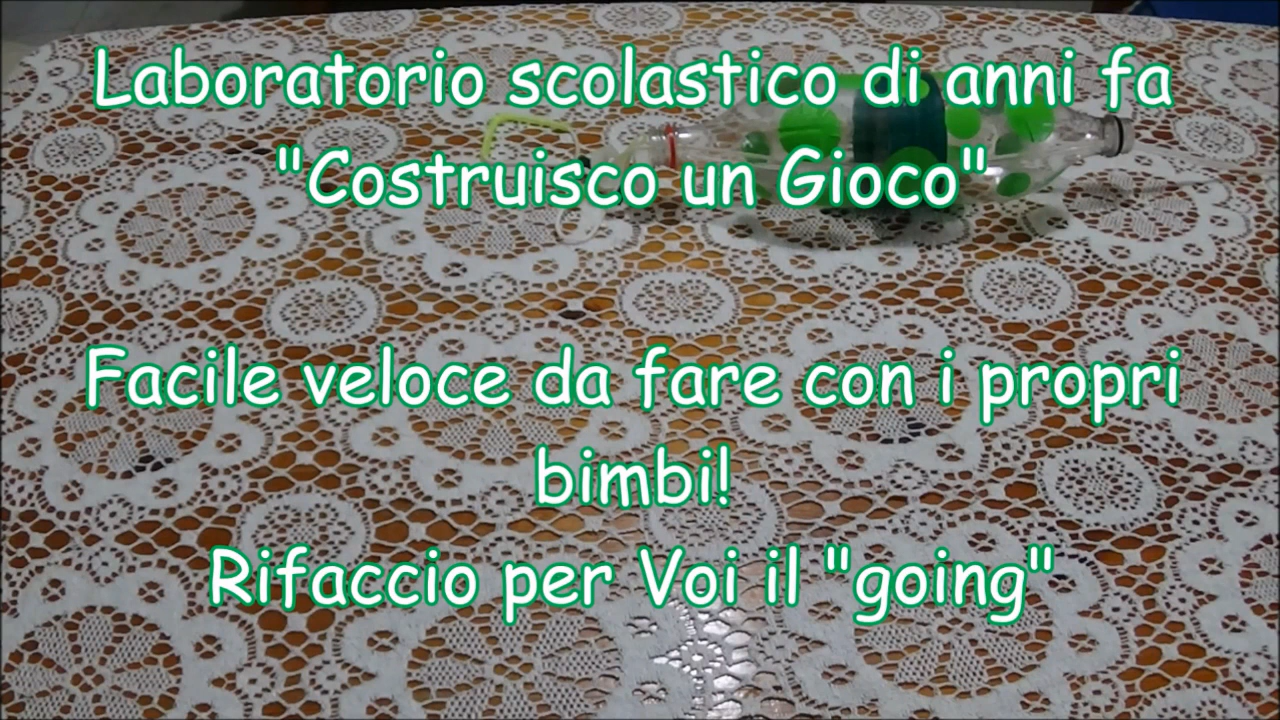 Laboratorio scolastico di anni fa
"Costruisco un Gioco"
Facile veloce da fare con i propri
bimbi!
Rifaccio per Voi il "going"